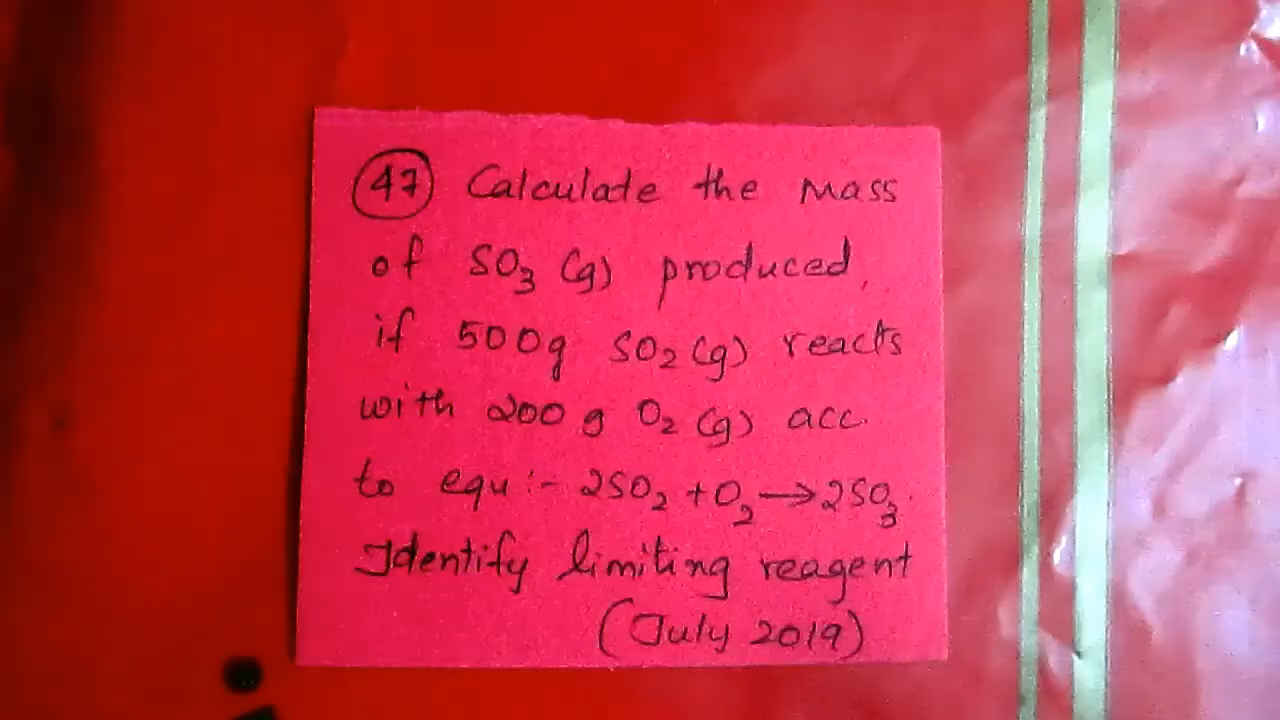 47 Calculate the mass
of SO3 (g) produced,
if 500g SO2 (g) reacts
with 200 g O2 (g) acc.
to equ :- 2SO2 + O2 → 2SO3.
Identify limiting reagent
(July 2019)